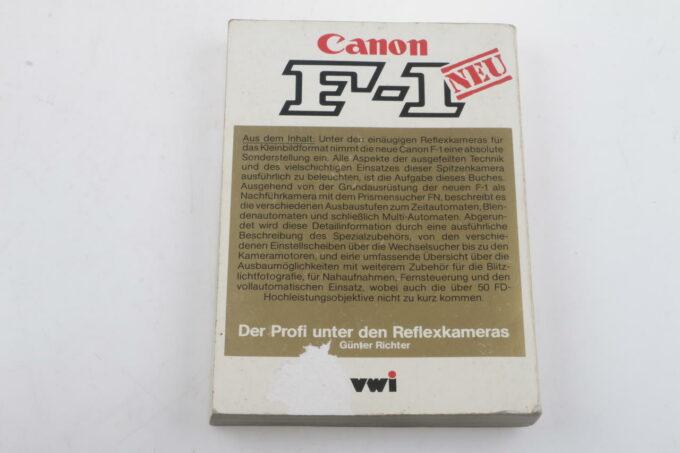 Canon
F-1
NEU
Aus dem Inhalt: Unter den einäugigen Reflexkameras für
das Kleinbildformat nimmt die neue Canon F-1 eine absolute
Sonderstellung ein. Alle Aspekte der ausgefeilten Technik
und des vielschichtigen Einsatzes dieser Spitzenkamera
ausführlich zu beleuchten, ist die Aufgabe dieses Buches.
Ausgehend von der Grundausrüstung der neuen F-1 als
Nachführkamera mit dem Prismensucher FN, beschreibt es
die verschiedenen Ausbaustufen zum Zeitautomaten, Blen-
denautomaten und schließlich Multi-Automaten. Abgerun-
det wird diese Detailinformation durch eine ausführliche
Beschreibung des Spezialzubehörs, von den verschie-
denen Einstellscheiben über die Wechselsucher bis zu den
Kameramotoren, und eine umfassende Übersicht über die
Ausbaumöglichkeiten mit weiterem Zubehör für die Blitz-
lichtfotografie, für Nahaufnahmen, Fernsteuerung und den
vollautomatischen Einsatz, wobei auch die über 50 FD-
Hochleistungsobjektive nicht zu kurz kommen.
Der Profi unter den Reflexkameras
Günter Richter
vwi